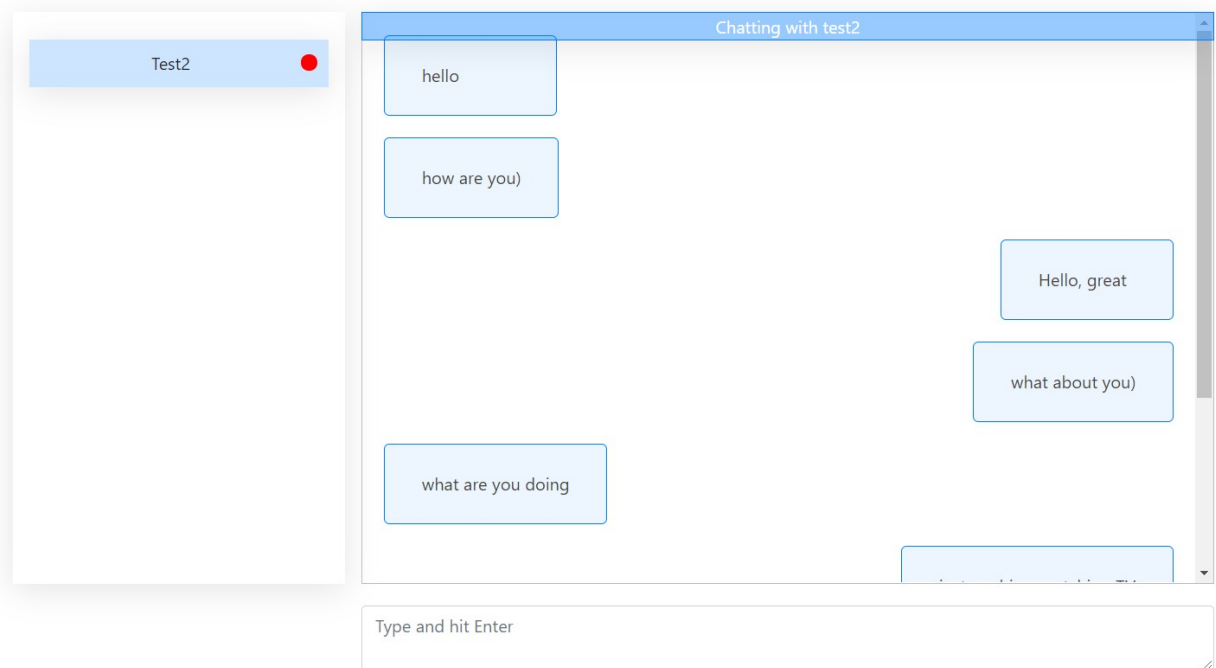 Test2
Chatting with test2
hello
how are you)
Hello, great
what about you)
what are you doing
Type and hit Enter